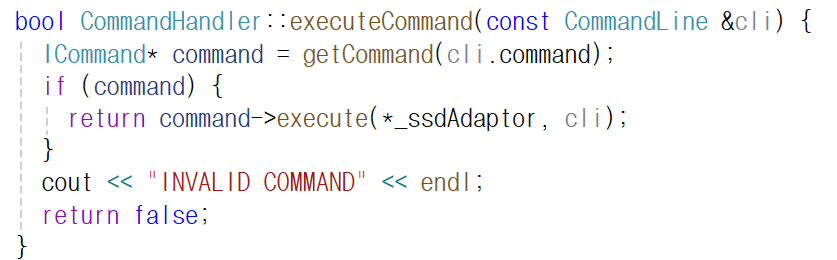 bool CommandHandler::executeCommand(const CommandLine &cli) {
  ICommand* command = getCommand(cli.command);
  if (command) {
    return command->execute(*_ssdAdaptor, cli);
  }
  cout << "INVALID COMMAND" << endl;
  return false;
}